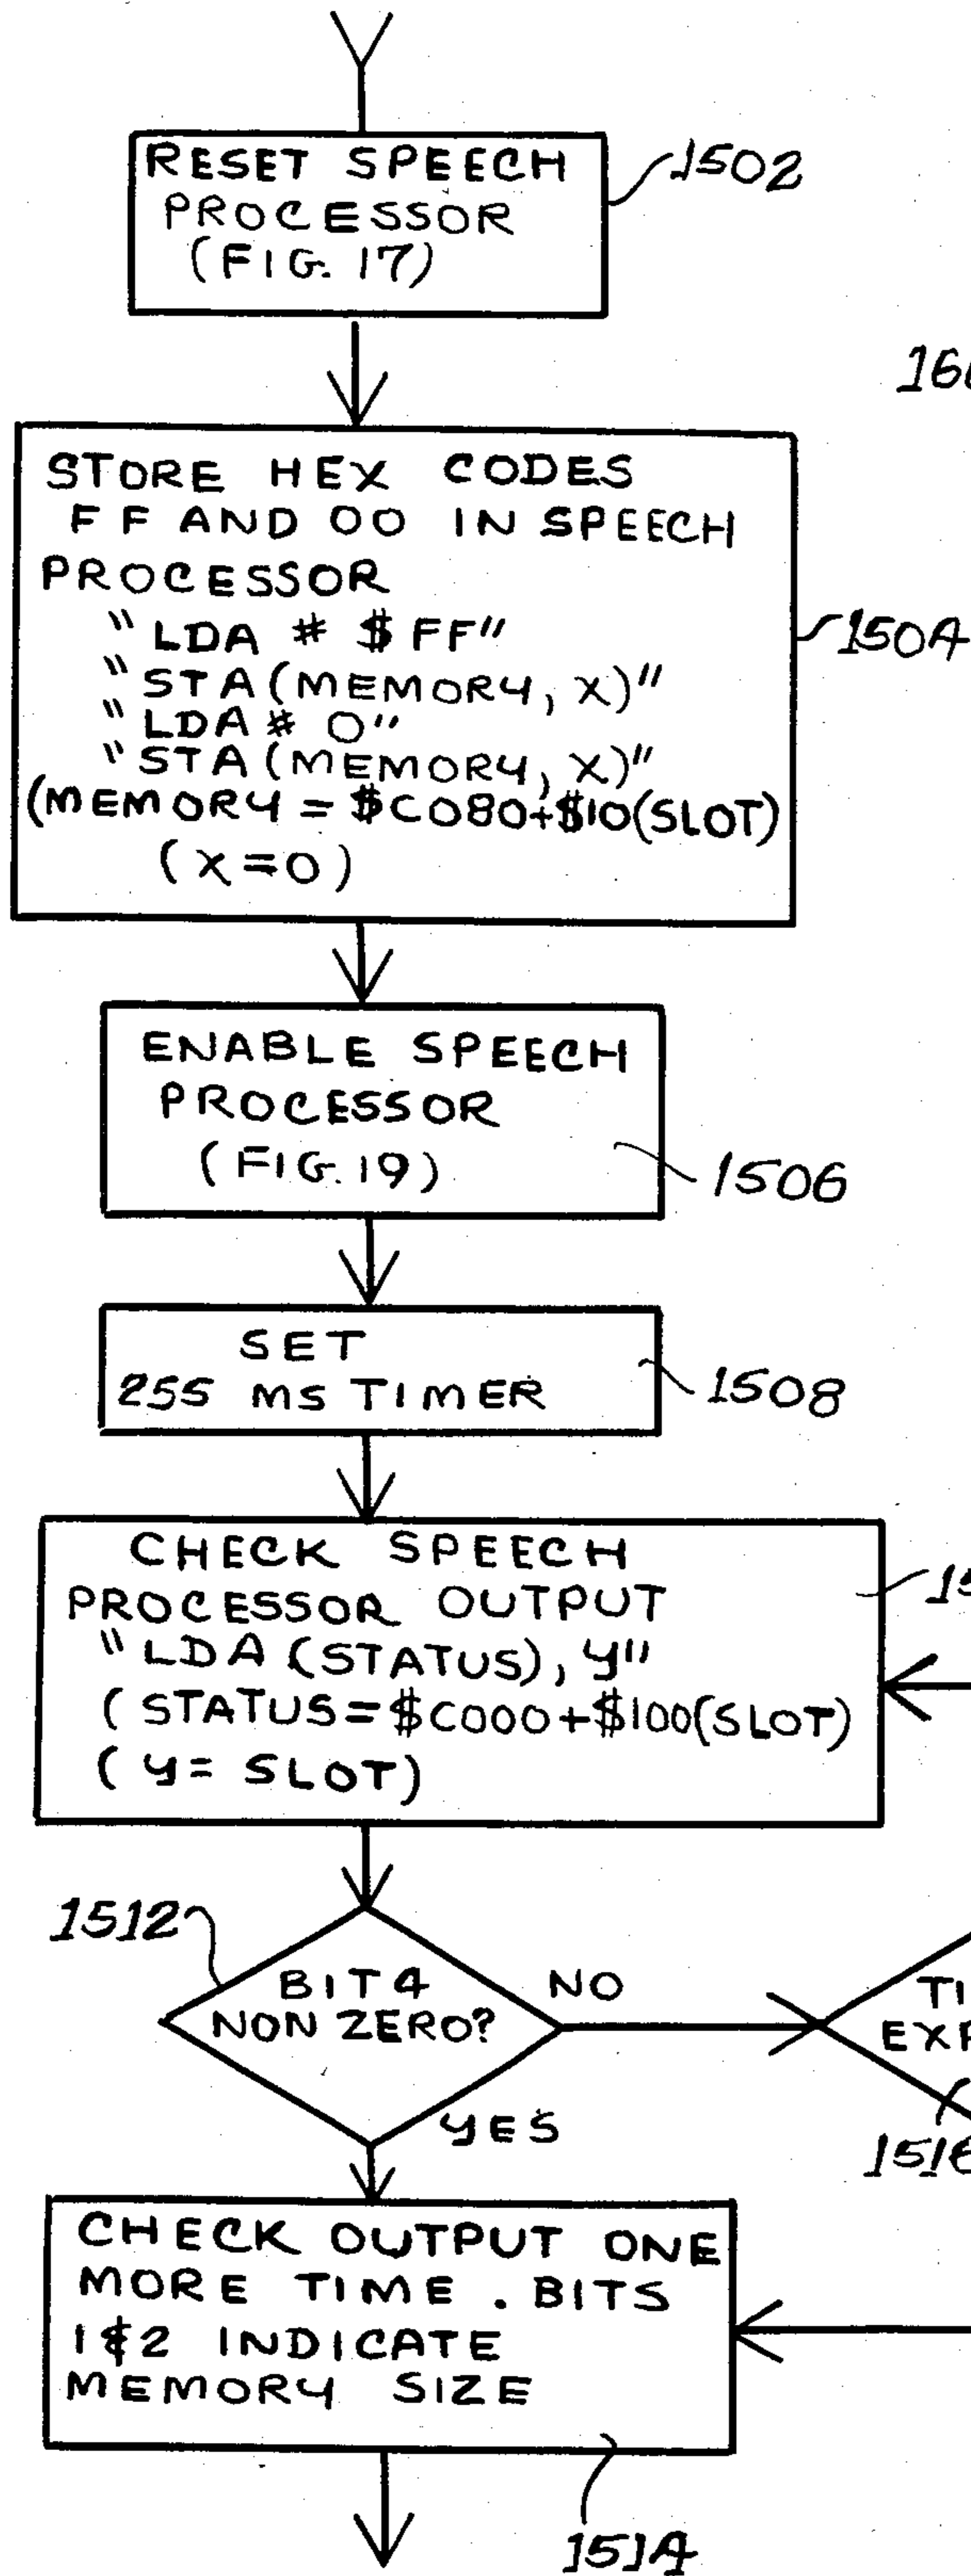 RESET SPEECH
PROCESSOR
(FIG. 17)
1502
STORE HEX CODES
FF AND 00 IN SPEECH
PROCESSOR
"LDA # $FF"
"STA(MEMORY, X)"
"LDA # 0"
"STA(MEMORY, X)"
(MEMORY = $C080+$10(SLOT)
(X=0)
1504
ENABLE SPEECH
PROCESSOR
(FIG. 19)
1506
SET
255 MS TIMER
1508
CHECK SPEECH
PROCESSOR OUTPUT
"LDA (STATUS), Y"
(STATUS=$C000+$100(SLOT)
(Y= SLOT)
1512
BIT 4
NON ZERO?
NO
YES
CHECK OUTPUT ONE
MORE TIME. BITS
1&2 INDICATE
MEMORY SIZE
1514